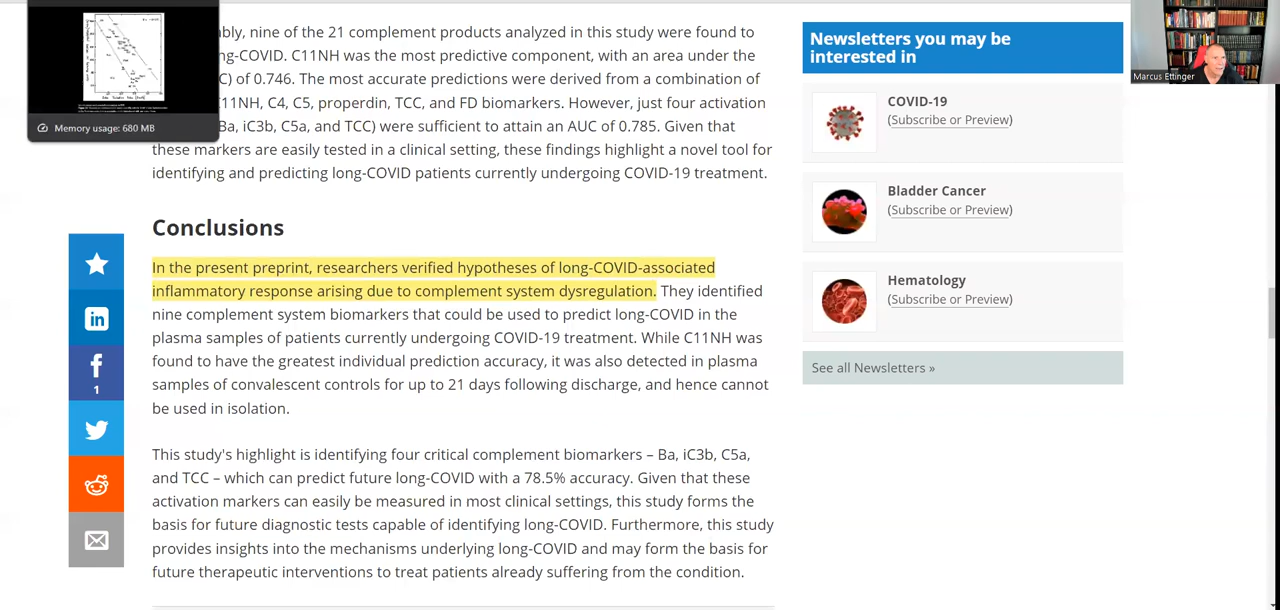 ably, nine of the 21 complement products analyzed in this study were found to
ng-COVID. C11NH was the most predictive component, with an area under the
C) of 0.746. The most accurate predictions were derived from a combination of
C11NH, C4, C5, properdin, TCC, and FD biomarkers. However, just four activation
Ba, iC3b, C5a, and TCC) were sufficient to attain an AUC of 0.785. Given that
these markers are easily tested in a clinical setting, these findings highlight a novel tool for
identifying and predicting long-COVID patients currently undergoing COVID-19 treatment.
Memory usage: 680 MB
Conclusions
In the present preprint, researchers verified hypotheses of long-COVID-associated
inflammatory response arising due to complement system dysregulation. They identified
nine complement system biomarkers that could be used to predict long-COVID in the
plasma samples of patients currently undergoing COVID-19 treatment. While C11NH was
found to have the greatest individual prediction accuracy, it was also detected in plasma
samples of convalescent controls for up to 21 days following discharge, and hence cannot
be used in isolation.
This study's highlight is identifying four critical complement biomarkers – Ba, iC3b, C5a,
and TCC – which can predict future long-COVID with a 78.5% accuracy. Given that these
activation markers can easily be measured in most clinical settings, this study forms the
basis for future diagnostic tests capable of identifying long-COVID. Furthermore, this study
provides insights into the mechanisms underlying long-COVID and may form the basis for
future therapeutic interventions to treat patients already suffering from the condition.
1
Newsletters you may be
interested in
COVID-19
(Subscribe or Preview)
Bladder Cancer
(Subscribe or Preview)
Hematology
(Subscribe or Preview)
See all Newsletters »
Marcus Ettinger